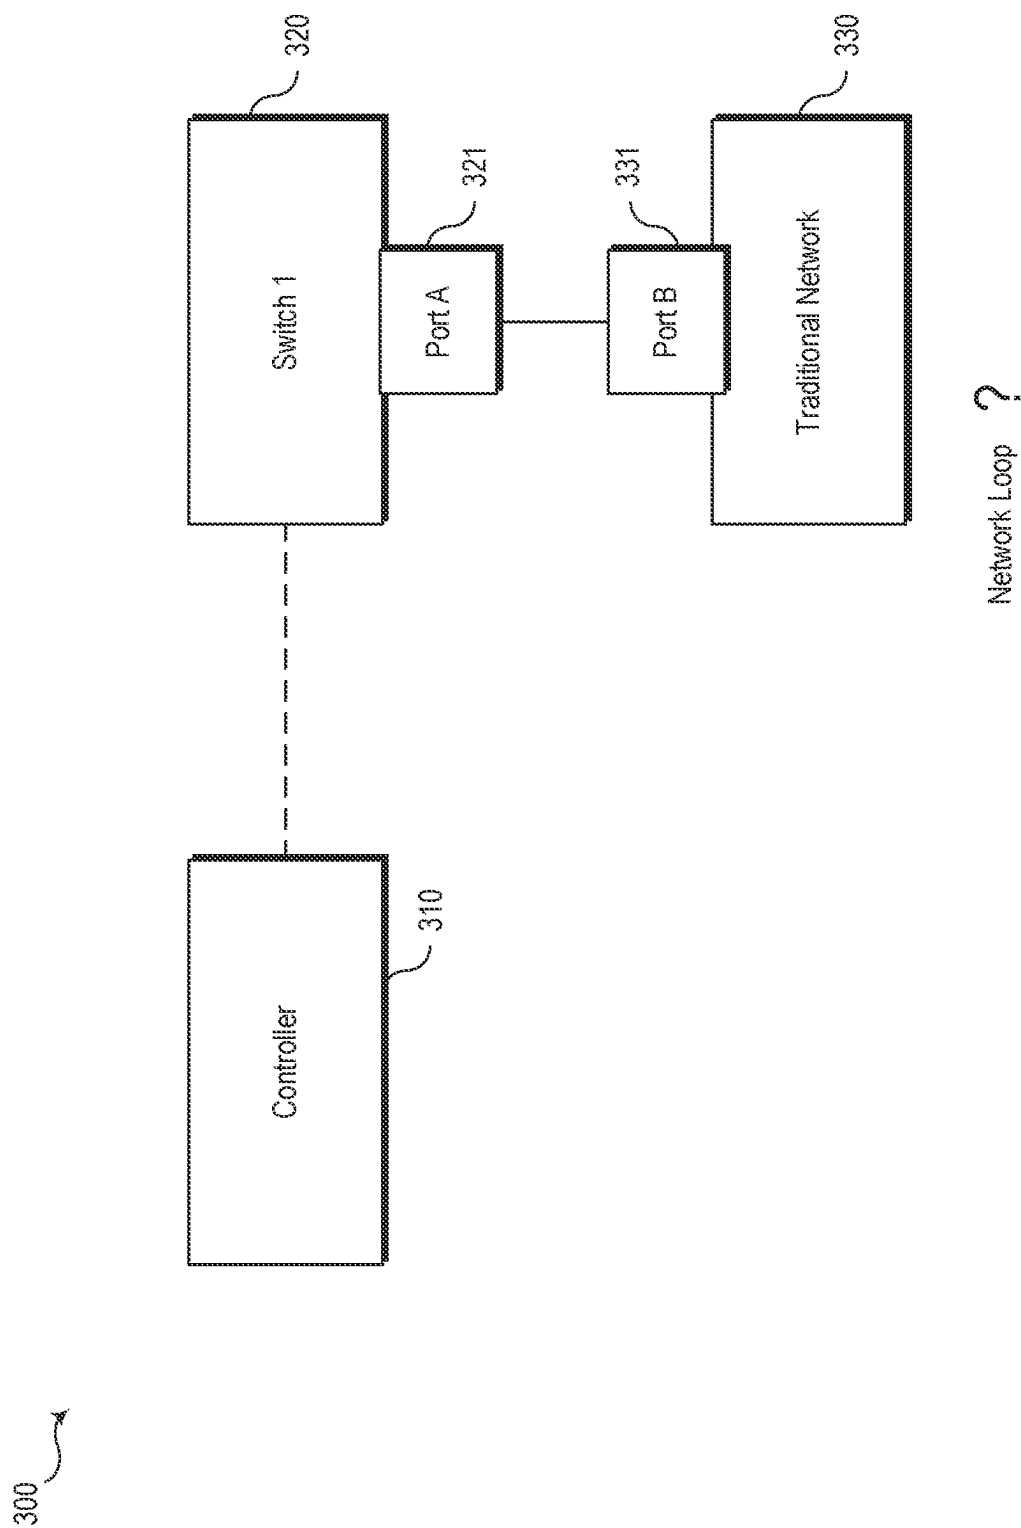 300
Controller
310
Switch 1
320
Port A
321
Port B
331
Traditional Network
330
Network Loop ?